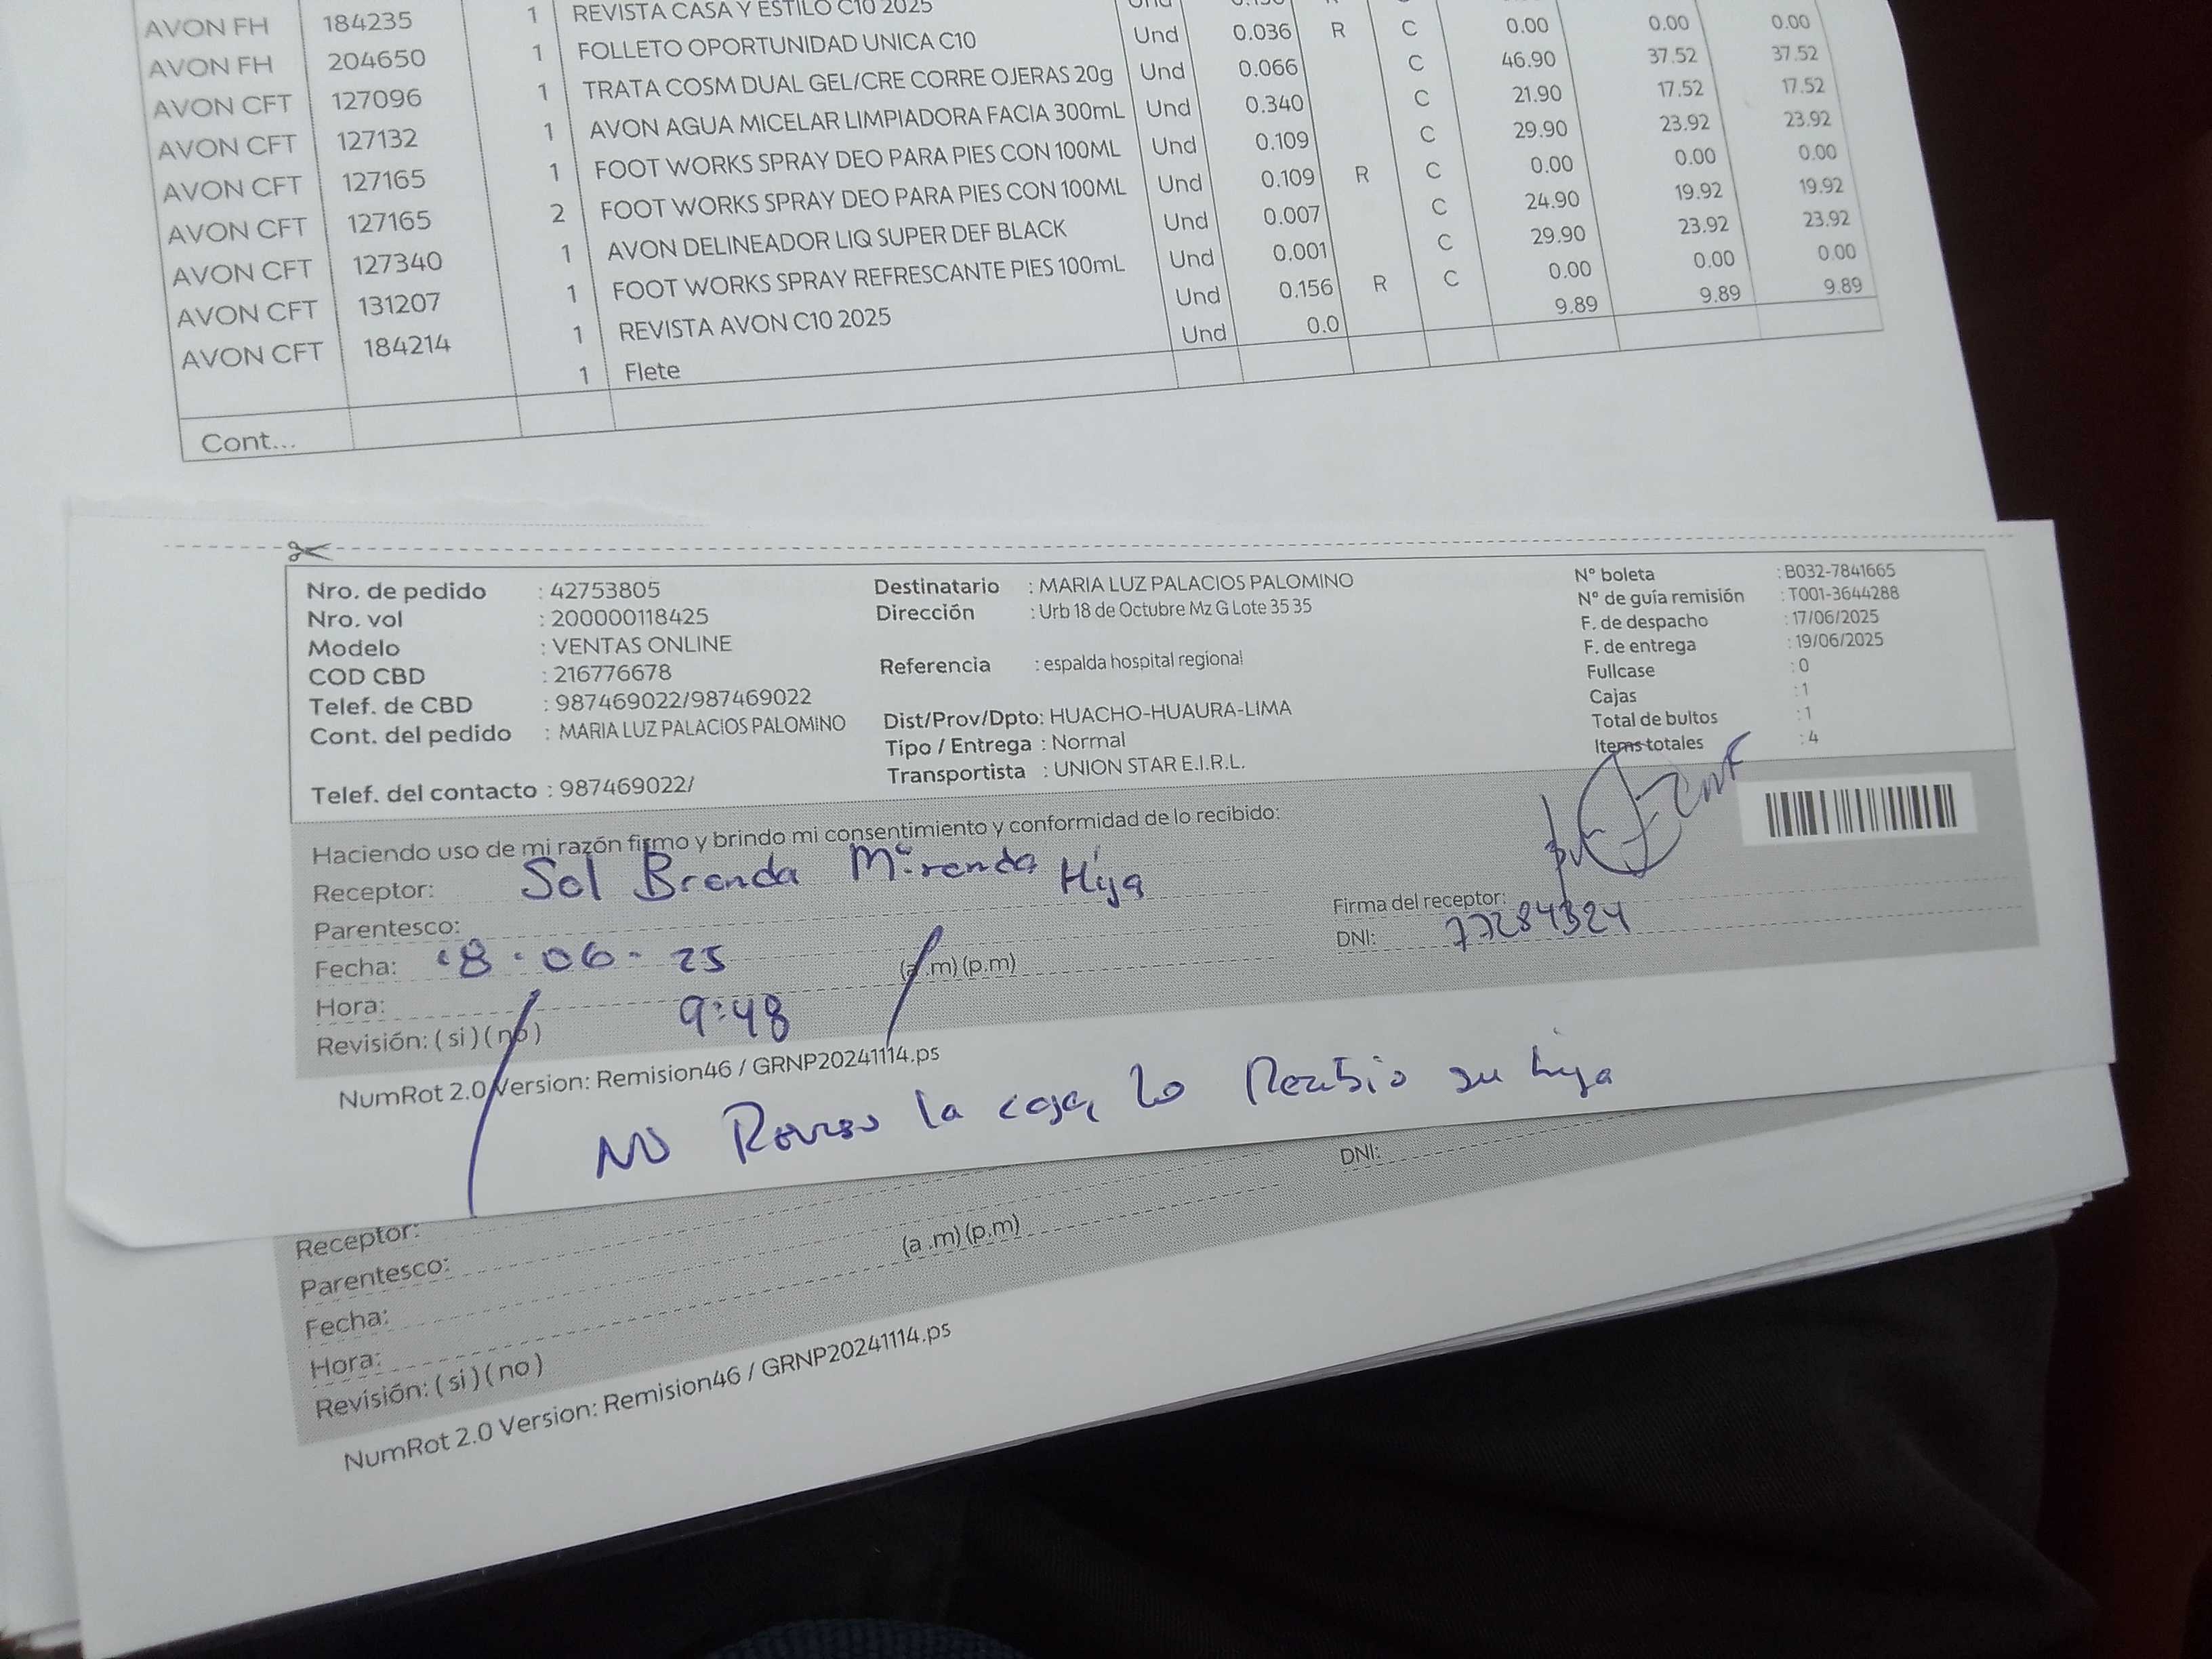 AVON FH 184235 1 REVISTA CASA Y ESTILO C10 2025 Und
AVON FH 204650 1 FOLLETO OPORTUNIDAD UNICA C10 Und 0.036 R C 0.00 0.00 0.00
AVON CFT 127096 1 TRATA COSM DUAL GEL/CRE CORRE OJERAS 20g Und 0.066 C 46.90 37.52 37.52
AVON CFT 127132 1 AVON AGUA MICELAR LIMPIADORA FACIA 300mL Und 0.340 C 21.90 17.52 17.52
AVON CFT 127165 1 FOOT WORKS SPRAY DEO PARA PIES CON 100ML Und 0.109 C 29.90 23.92 23.92
AVON CFT 127165 2 FOOT WORKS SPRAY DEO PARA PIES CON 100ML Und 0.109 R C 0.00 0.00 0.00
AVON CFT 127340 1 AVON DELINEADOR LIQ SUPER DEF BLACK Und 0.007 C 24.90 19.92 19.92
AVON CFT 131207 1 FOOT WORKS SPRAY REFRESCANTE PIES 100mL Und 0.001 C 29.90 23.92 23.92
AVON CFT 184214 1 REVISTA AVON C10 2025 Und 0.156 R C 0.00 0.00 0.00
1 Flete Und 0.0 9.89 9.89 9.89
Cont...
Nro. de pedido : 42753805 Destinatario : MARIA LUZ PALACIOS PALOMINO N° boleta : B032-7841665
Nro. vol : 200000118425 Dirección : Urb 18 de Octubre Mz G Lote 35 35 N° de guía remisión : T001-3644288
Modelo : VENTAS ONLINE F. de despacho : 17/06/2025
COD CBD : 216776678 Referencia : espalda hospital regional F. de entrega : 19/06/2025
Telef. de CBD : 987469022/987469022 Fullcase : 0
Cont. del pedido : MARIA LUZ PALACIOS PALOMINO Dist/Prov/Dpto: HUACHO-HUAURA-LIMA Cajas : 1
Tipo / Entrega : Normal Total de bultos : 1
Telef. del contacto : 987469022/ Transportista : UNION STAR E.I.R.L. Items totales : 4
Haciendo uso de mi razón firmo y brindo mi consentimiento y conformidad de lo recibido:
Receptor: Sol Brenda Miranda Hija
Parentesco: Firma del receptor:
Fecha: 18 . 06 - 25 (a .m) (p.m) DNI: 77284324
Hora: 9:48
Revisión: ( si ) ( no )
NumRot 2.0 Version: Remision46 / GRNP20241114.ps
NO Reviso la caja, lo Recibio su hija
DNI:
Receptor:
Parentesco: (a .m) (p.m)
Fecha:
Hora:
Revisión: ( si ) ( no )
NumRot 2.0 Version: Remision46 / GRNP20241114.ps